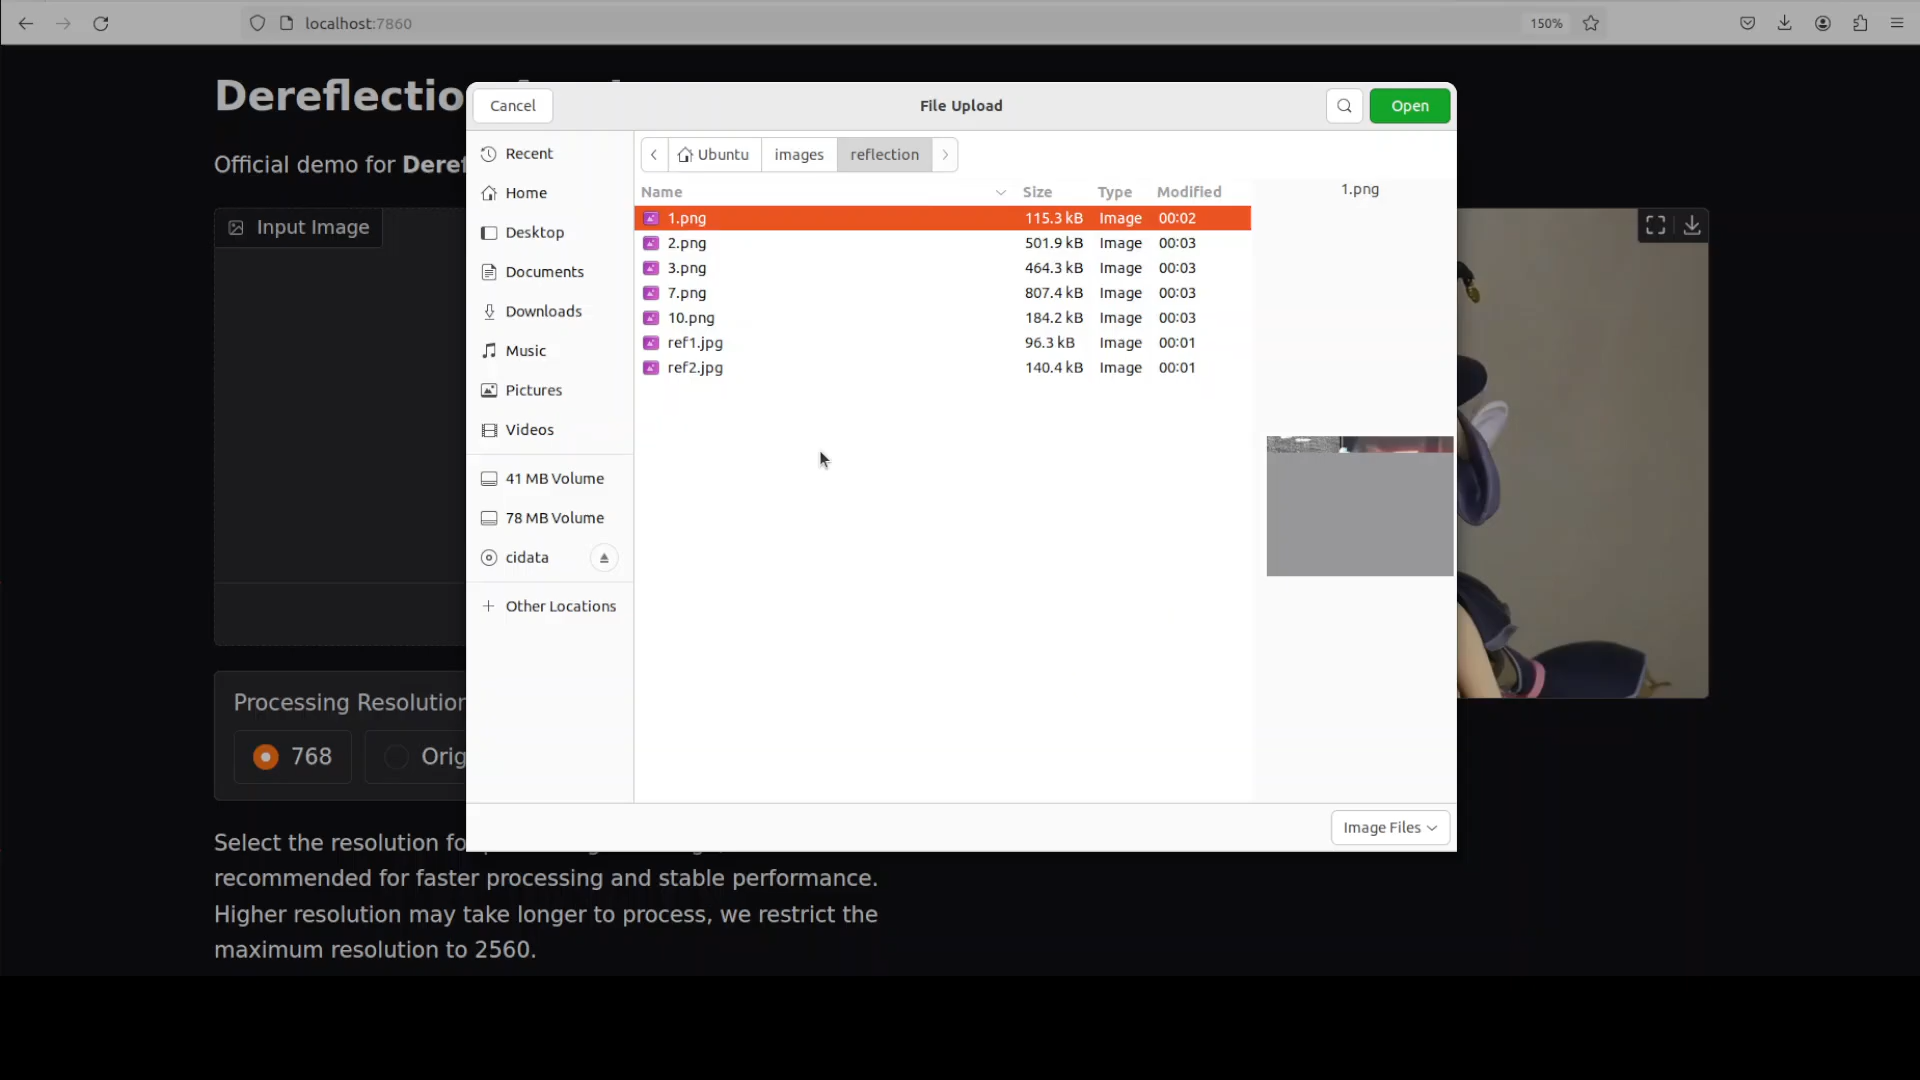 localhost:7860
150%
Dereflectio
Official demo for Deref
Input Image
Processing Resolution
768
Orig
Select the resolution fo
recommended for faster processing and stable performance.
Higher resolution may take longer to process, we restrict the
maximum resolution to 2560.
Cancel
File Upload
Open
Recent
Home
Desktop
Documents
Downloads
Music
Pictures
Videos
41 MB Volume
78 MB Volume
cidata
Other Locations
Ubuntu images reflection
Name Size Type Modified
1.png 115.3 kB Image 00:02
2.png 501.9 kB Image 00:03
3.png 464.3 kB Image 00:03
7.png 807.4 kB Image 00:03
10.png 184.2 kB Image 00:03
ref1.jpg 96.3 kB Image 00:01
ref2.jpg 140.4 kB Image 00:01
1.png
Image Files